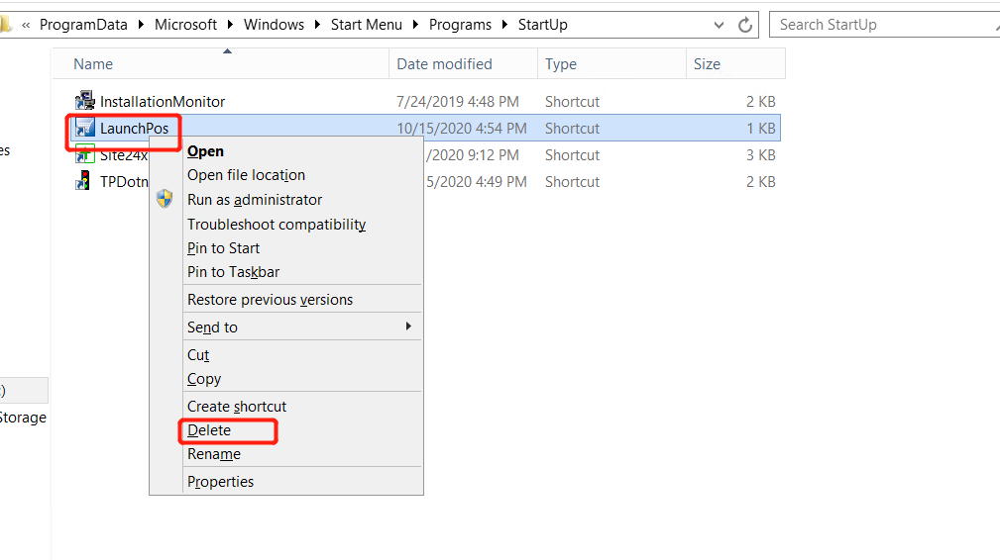 « ProgramData Microsoft Windows Start Menu Programs StartUp Search StartUp
Name Date modified Type Size
InstallationMonitor 7/24/2019 4:48 PM Shortcut 2 KB
LaunchPos 10/15/2020 4:54 PM Shortcut 1 KB
Site24x /2020 9:12 PM Shortcut 3 KB
TPDotn 5/2020 4:49 PM Shortcut 2 KB
es
:)
Storage
Open
Open file location
Run as administrator
Troubleshoot compatibility
Pin to Start
Pin to Taskbar
Restore previous versions
Send to
Cut
Copy
Create shortcut
Delete
Rename
Properties